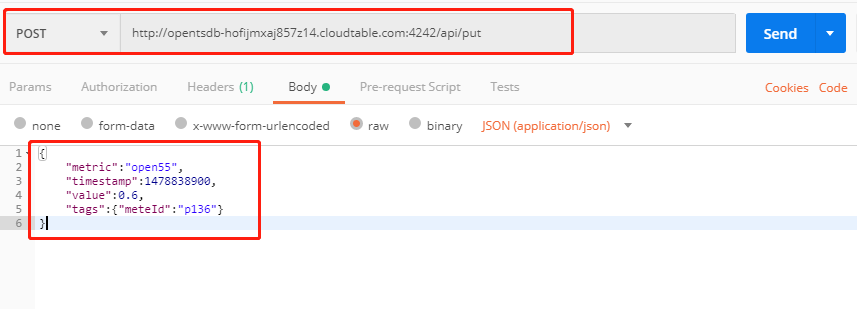 POST http://opentsdb-hofijmxaj857z14.cloudtable.com:4242/api/put Send
Params Authorization Headers (1) Body Pre-request Script Tests Cookies Code
none form-data x-www-form-urlencoded raw binary JSON (application/json)
1 {
2 "metric":"open55",
3 "timestamp":1478838900,
4 "value":0.6,
5 "tags":{"meteId":"p136"}
6 }